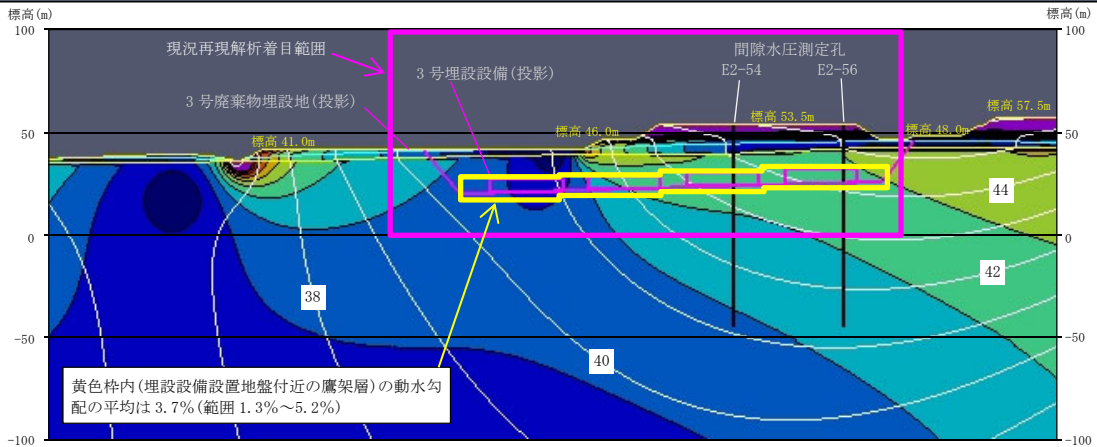 標高(m)
標高(m)
100
100
現況再現解析着目範囲
間隙水圧測定孔
E2-54
E2-56
3 号埋設設備(投影)
3 号廃棄物埋設地(投影)
標高 57.5m
標高 53.5m
50
50
標高 41.0m
標高 46.0m
標高 48.0m
44
0
0
42
38
-50
-50
40
黄色枠内(埋設設備設置地盤付近の鷹架層)の動水勾
配の平均は 3.7%(範囲 1.3%～5.2%)
-100
-100